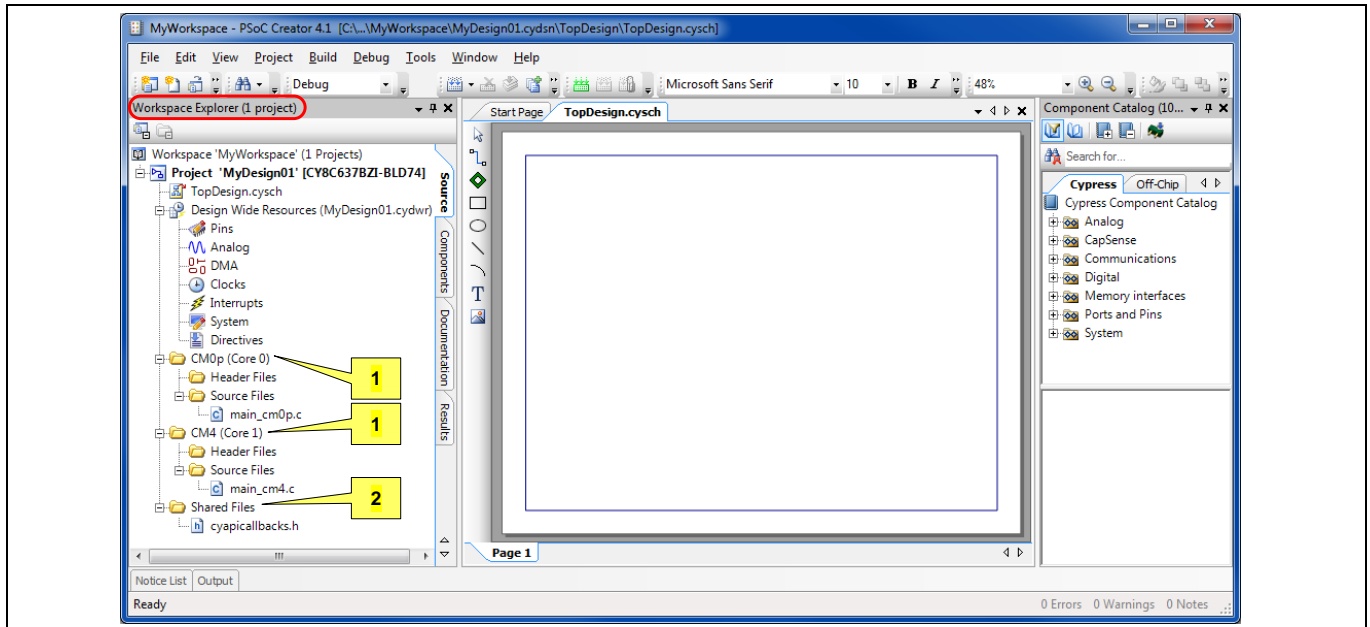 MyWorkspace - PSoC Creator 4.1 [C:\...\MyWorkspace\MyDesign01.cydsn\TopDesign\TopDesign.cysch]
File Edit View Project Build Debug Tools Window Help
Debug Microsoft Sans Serif 10 B I 48%
Workspace Explorer (1 project)
Workspace 'MyWorkspace' (1 Projects)
Project 'MyDesign01' [CY8C637BZI-BLD74]
TopDesign.cysch
Design Wide Resources (MyDesign01.cydwr)
Pins
Analog
DMA
Clocks
Interrupts
System
Directives
CM0p (Core 0)
Header Files
Source Files
main_cm0p.c
CM4 (Core 1)
Header Files
Source Files
main_cm4.c
Shared Files
cyapicallbacks.h
1
1
2
Source
Components
Documentation
Results
Start Page TopDesign.cysch
T
Page 1
Component Catalog (10...
Search for...
Cypress Off-Chip
Cypress Component Catalog
Analog
CapSense
Communications
Digital
Memory interfaces
Ports and Pins
System
Notice List Output
Ready 0 Errors 0 Warnings 0 Notes